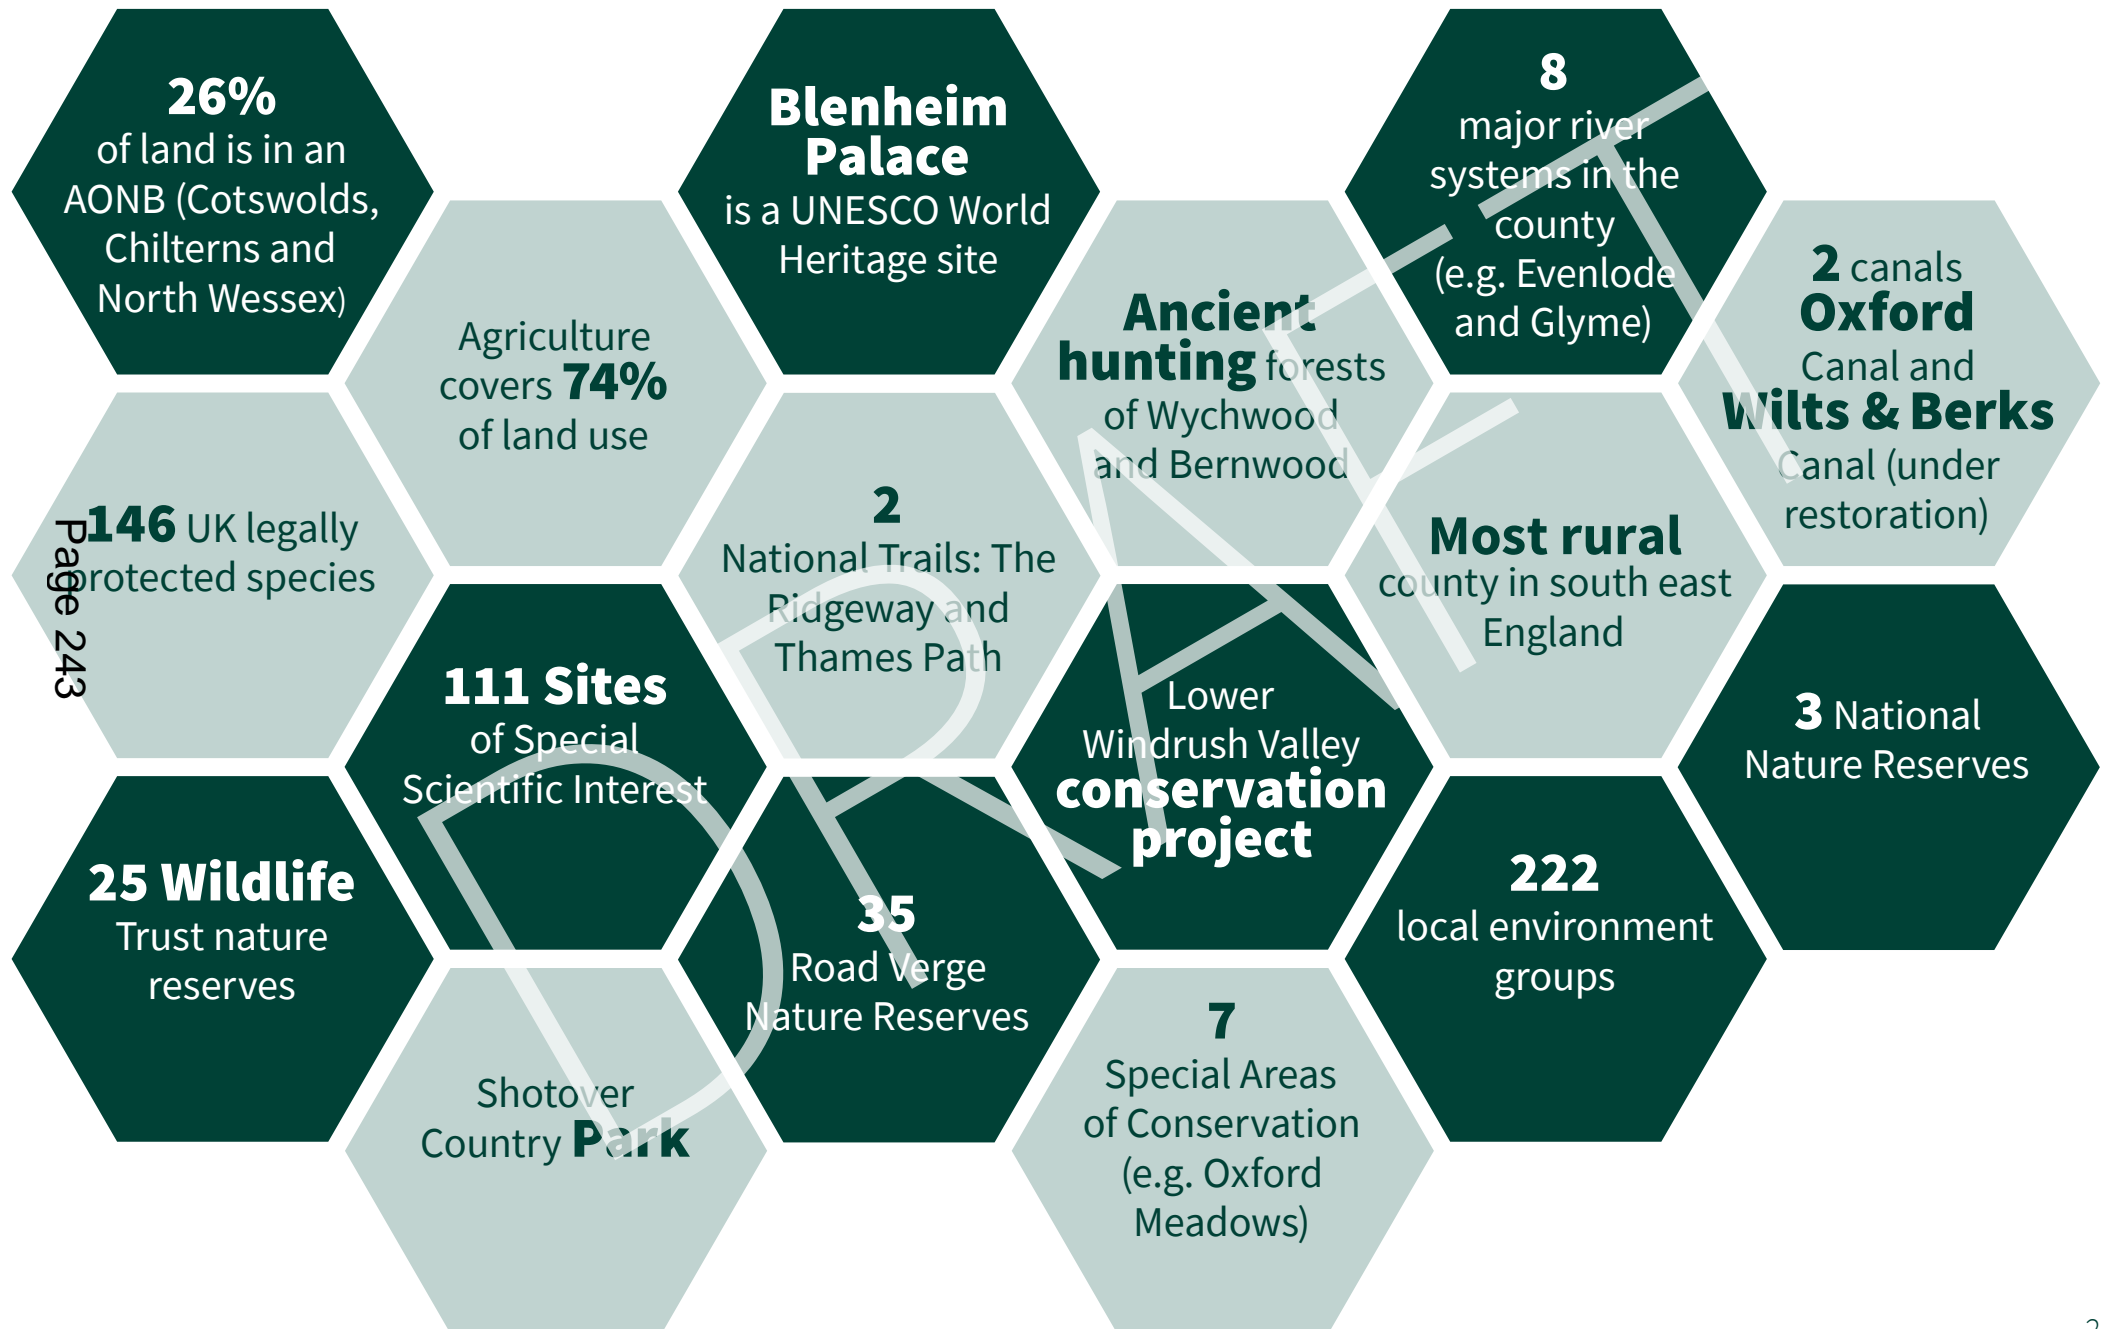 26%
of land is in an
AONB (Cotswolds,
Chilterns and
North Wessex)
Agriculture
covers 74%
of land use
Blenheim
Palace
is a UNESCO World
Heritage site
Ancient
hunting forests
of Wychwood
and Bernwood
8
major river
systems in the
county
(e.g. Evenlode
and Glyme)
2 canals
Oxford
Canal and
Wilts & Berks
Canal (under
restoration)
146 UK legally
protected species
111 Sites
of Special
Scientific Interest
2
National Trails: The
Ridgeway and
Thames Path
Lower
Windrush Valley
conservation
project
Most rural
county in south east
England
3 National
Nature Reserves
25 Wildlife
Trust nature
reserves
Shotover
Country Park
35
Road Verge
Nature Reserves
7
Special Areas
of Conservation
(e.g. Oxford
Meadows)
222
local environment
groups
Page 243
DRAFT